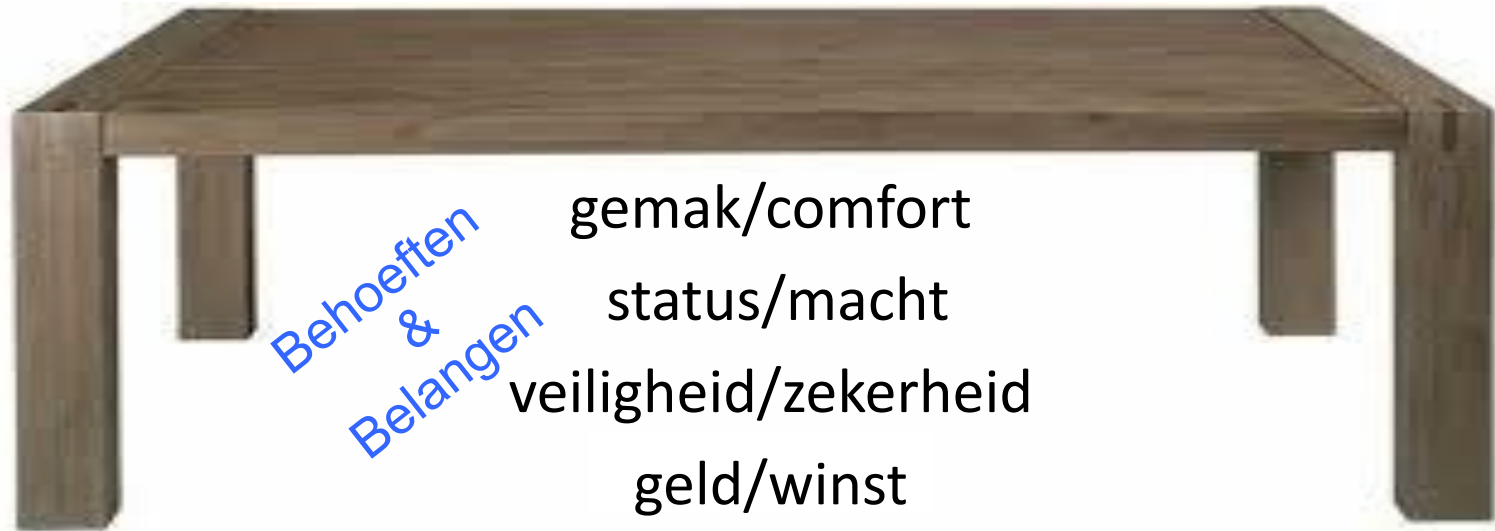 Behoeften
&
Belangen
gemak/comfort
status/macht
veiligheid/zekerheid
geld/winst